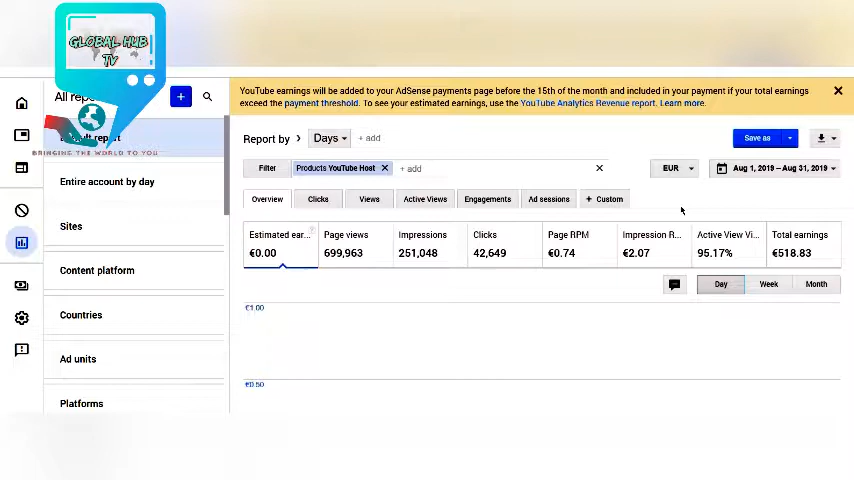 GLOBAL HUB
TV
BRINGING THE WORLD TO YOU
YouTube earnings will be added to your AdSense payments page before the 15th of the month and included in your payment if your total earnings
exceed the payment threshold. To see your estimated earnings, use the YouTube Analytics Revenue report. Learn more.
All
Report by Days + add
Save as
Filter Products YouTube Host + add
EUR Aug 1, 2019 – Aug 31, 2019
Entire account by day
Sites
Content platform
Countries
Ad units
Platforms
Overview Clicks Views Active Views Engagements Ad sessions + Custom
Estimated ear... Page views Impressions Clicks Page RPM Impression R... Active View Vi... Total earnings
€0.00 699,963 251,048 42,649 €0.74 €2.07 95.17% €518.83
Day Week Month
€1.00
€0.50